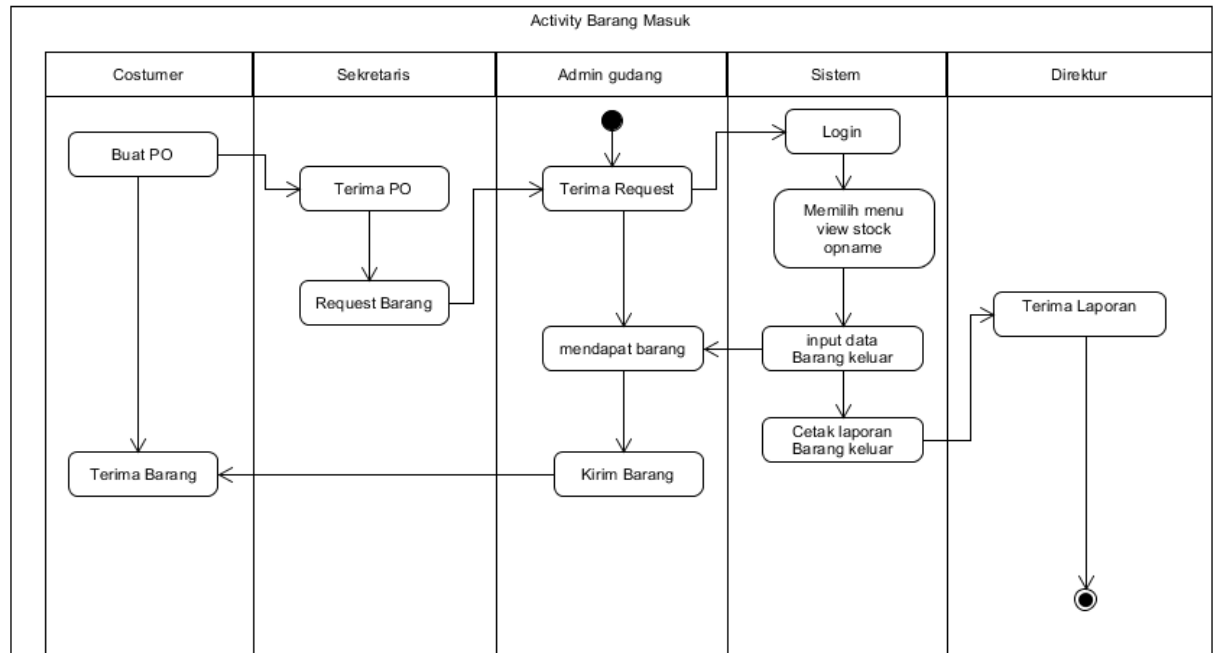 Activity Barang Masuk
Costumer
Sekretaris
Admin gudang
Sistem
Direktur
Buat PO
Terima PO
Request Barang
Terima Request
Login
Memilih menu
view stock
opname
Terima Laporan
mendapat barang
input data
Barang keluar
Cetak laporan
Barang keluar
Terima Barang
Kirim Barang